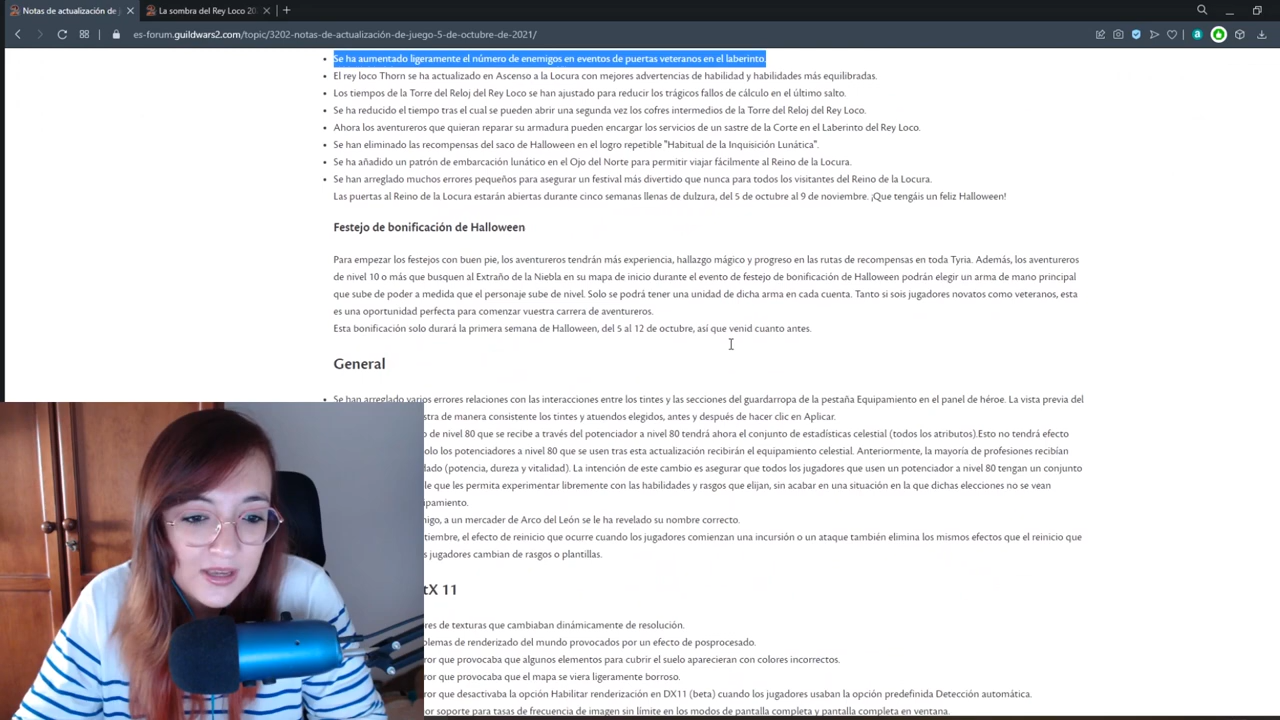 Notas de actualización de j
La sombra del Rey Loco 20
88
es-forum.guildwars2.com/topic/3202-notas-de-actualización-de-juego-5-de-octubre-de-2021/
Se ha aumentado ligeramente el número de enemigos en eventos de puertas veteranos en el laberinto.
El rey loco Thorn se ha actualizado en Ascenso a la Locura con mejores advertencias de habilidad y habilidades más equilibradas.
Los tiempos de la Torre del Reloj del Rey Loco se han ajustado para reducir los trágicos fallos de cálculo en el último salto.
Se ha reducido el tiempo tras el cual se pueden abrir una segunda vez los cofres intermedios de la Torre del Reloj del Rey Loco.
Ahora los aventureros que quieran reparar su armadura pueden encargar los servicios de un sastre de la Corte en el Laberinto del Rey Loco.
Se han eliminado las recompensas del saco de Halloween en el logro repetible "Habitual de la Inquisición Lunática".
Se ha añadido un patrón de embarcación lunático en el Ojo del Norte para permitir viajar fácilmente al Reino de la Locura.
Se han arreglado muchos errores pequeños para asegurar un festival más divertido que nunca para todos los visitantes del Reino de la Locura.
Las puertas al Reino de la Locura estarán abiertas durante cinco semanas llenas de dulzura, del 5 de octubre al 9 de noviembre. ¡Que tengáis un feliz Halloween!
Festejo de bonificación de Halloween
Para empezar los festejos con buen pie, los aventureros tendrán más experiencia, hallazgo mágico y progreso en las rutas de recompensas en toda Tyria. Además, los aventureros
de nivel 10 o más que busquen al Extraño de la Niebla en su mapa de inicio durante el evento de festejo de bonificación de Halloween podrán elegir un arma de mano principal
que sube de poder a medida que el personaje sube de nivel. Solo se podrá tener una unidad de dicha arma en cada cuenta. Tanto si sois jugadores novatos como veteranos, esta
es una oportunidad perfecta para comenzar vuestra carrera de aventureros.
Esta bonificación solo durará la primera semana de Halloween, del 5 al 12 de octubre, así que venid cuanto antes.
General
Se han arreglado varios errores relaciones con las interacciones entre los tintes y las secciones del guardarropa de la pestaña Equipamiento en el panel de héroe. La vista previa del
stra de manera consistente los tintes y atuendos elegidos, antes y después de hacer clic en Aplicar.
o de nivel 80 que se recibe a través del potenciador a nivel 80 tendrá ahora el conjunto de estadísticas celestial (todos los atributos).Esto no tendrá efecto
olo los potenciadores a nivel 80 que se usen tras esta actualización recibirán el equipamiento celestial. Anteriormente, la mayoría de profesiones recibían
dado (potencia, dureza y vitalidad). La intención de este cambio es asegurar que todos los jugadores que usen un potenciador a nivel 80 tengan un conjunto
le que les permita experimentar libremente con las habilidades y rasgos que elijan, sin acabar en una situación en la que dichas elecciones no se vean
ipamiento.
migo, a un mercader de Arco del León se le ha revelado su nombre correcto.
tiembre, el efecto de reinicio que ocurre cuando los jugadores comienzan una incursión o un ataque también elimina los mismos efectos que el reinicio que
s jugadores cambian de rasgos o plantillas.
tX 11
res de texturas que cambiaban dinámicamente de resolución.
blemas de renderizado del mundo provocados por un efecto de posprocesado.
ror que provocaba que algunos elementos para cubrir el suelo aparecieran con colores incorrectos.
ror que provocaba que el mapa se viera ligeramente borroso.
ror que desactivaba la opción Habilitar renderización en DX11 (beta) cuando los jugadores usaban la opción predefinida Detección automática.
or soporte para tasas de frecuencia de imagen sin límite en los modos de pantalla completa y pantalla completa en ventana.